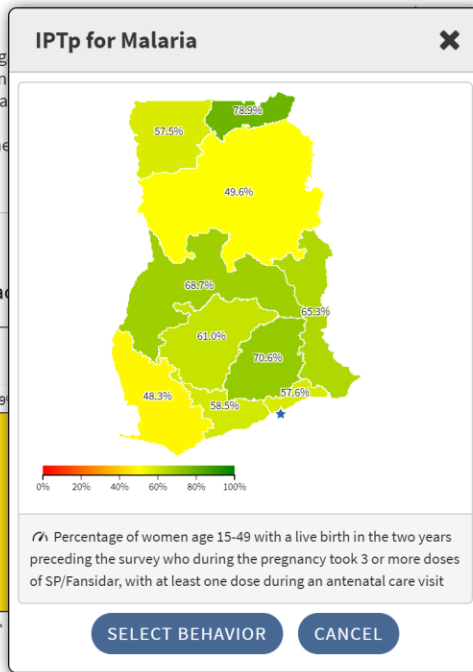 IPTp for Malaria
78.9%
57.5%
49.6%
68.7%
65.3%
61.0%
70.6%
48.3%
57.6%
58.5%
0% 20% 40% 60% 80% 100%
Percentage of women age 15-49 with a live birth in the two years
preceding the survey who during the pregnancy took 3 or more doses
of SP/Fansidar, with at least one dose during an antenatal care visit
SELECT BEHAVIOR CANCEL